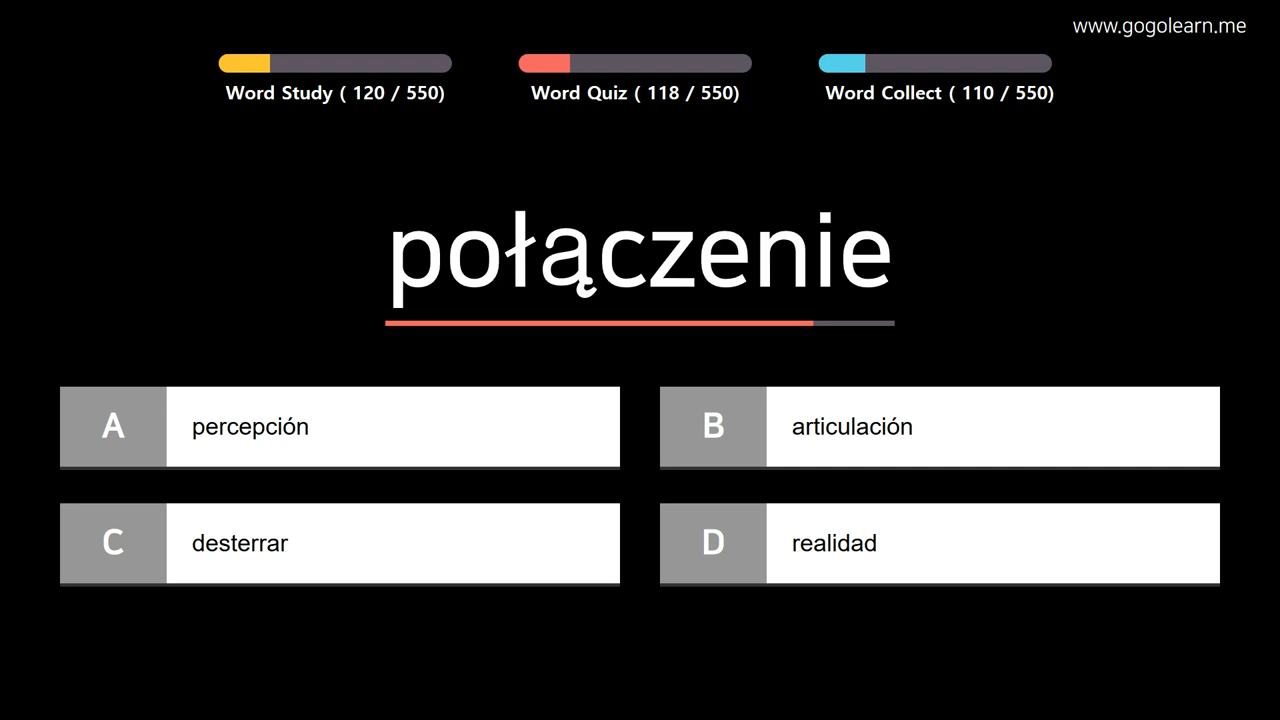 www.gogolearn.me
Word Study ( 120 / 550)
Word Quiz ( 118 / 550)
Word Collect ( 110 / 550)
połączenie
A percepción
B articulación
C desterrar
D realidad